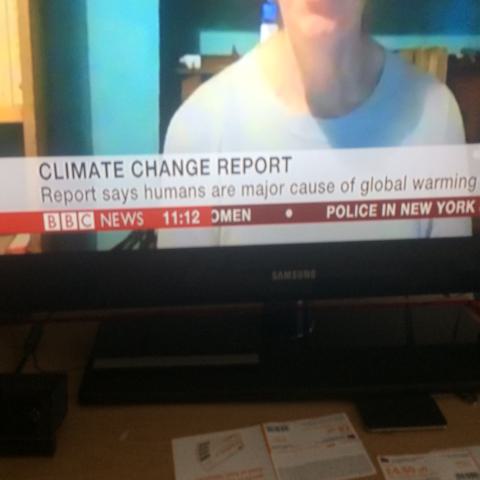 CLIMATE CHANGE REPORT
Report says humans are major cause of global warming
BBC NEWS 11:12 OMEN • POLICE IN NEW YORK
SAMSUNG